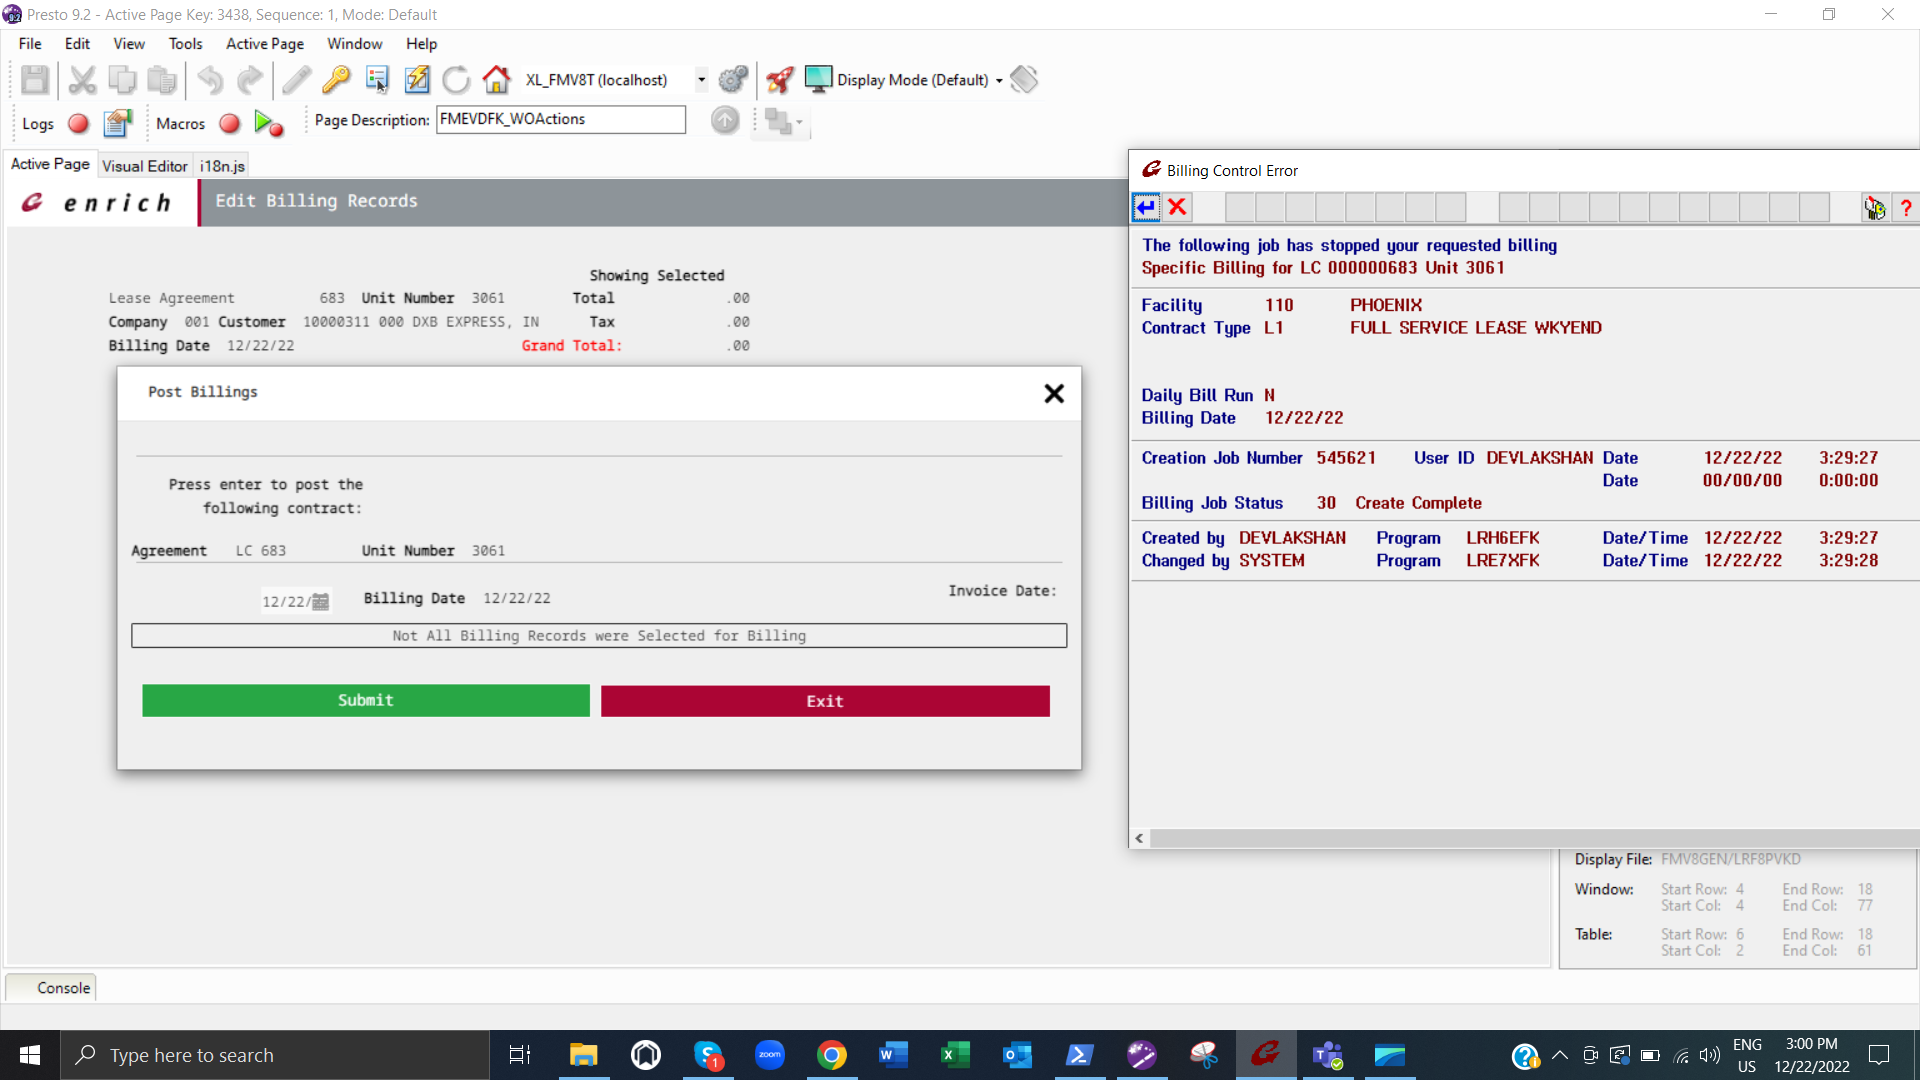 Presto 9.2 - Active Page Key: 3438, Sequence: 1, Mode: Default
File Edit View Tools Active Page Window Help
XL_FMV8T (localhost) Display Mode (Default)
Logs Macros Page Description: FMEVDFK_WOActions
Active Page Visual Editor i18n.js
enrich Edit Billing Records
Showing Selected
Lease Agreement 683 Unit Number 3061 Total .00
Company 001 Customer 10000311 000 DXB EXPRESS, IN Tax .00
Billing Date 12/22/22 Grand Total: .00
Post Billings
Press enter to post the
following contract:
Agreement LC 683 Unit Number 3061
Invoice Date:
12/22/ Billing Date 12/22/22
Not All Billing Records were Selected for Billing
Submit Exit
Billing Control Error
?
The following job has stopped your requested billing
Specific Billing for LC 000000683 Unit 3061
Facility 110 PHOENIX
Contract Type L1 FULL SERVICE LEASE WKYEND
Daily Bill Run N
Billing Date 12/22/22
Creation Job Number 545621 User ID DEVLAKSHAN Date 12/22/22 3:29:27
Date 00/00/00 0:00:00
Billing Job Status 30 Create Complete
Created by DEVLAKSHAN Program LRH6EFK Date/Time 12/22/22 3:29:27
Changed by SYSTEM Program LRE7XFK Date/Time 12/22/22 3:29:28
Display File: FMV8GEN/LRF8PVKD
Window: Start Row: 4 End Row: 18
Start Col: 4 End Col: 77
Table: Start Row: 6 End Row: 18
Start Col: 2 End Col: 61
Console
Type here to search
1
zoom
ENG
US
3:00 PM
12/22/2022